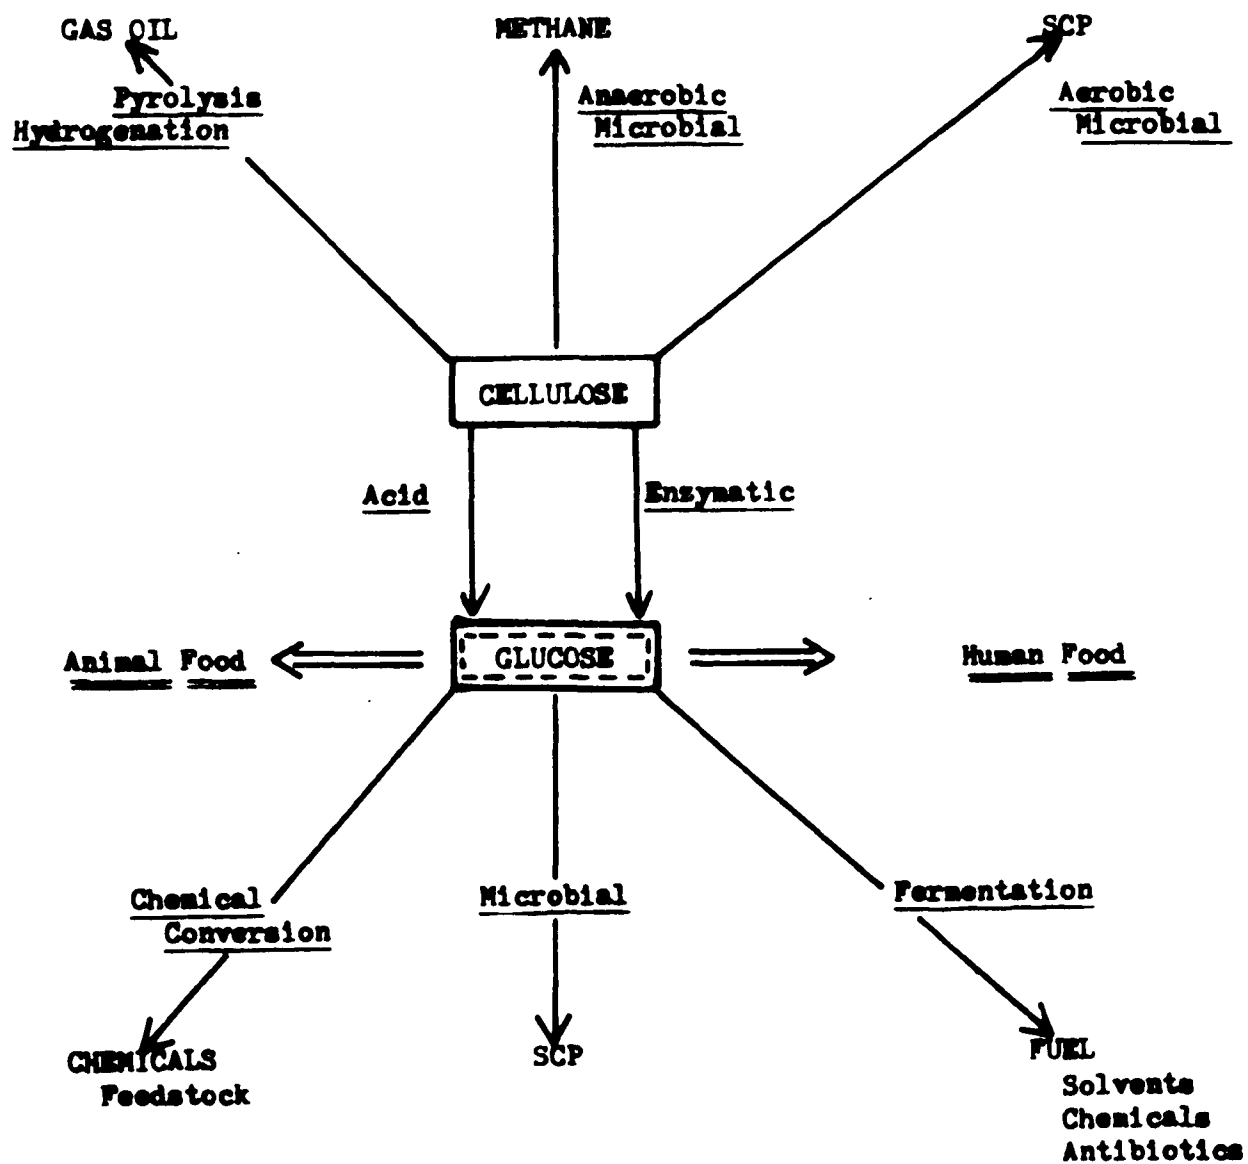 GAS OIL
METHANE
SCP
Pyrolysis
Hydrogenation
Anaerobic
Microbial
Aerobic
Microbial
CELLULOSE
Acid
Enzymatic
Animal Food
GLUCOSE
Human Food
Chemical
Conversion
Microbial
Fermentation
CHEMICALS
Feedstock
SCP
FUEL
Solvents
Chemicals
Antibiotics